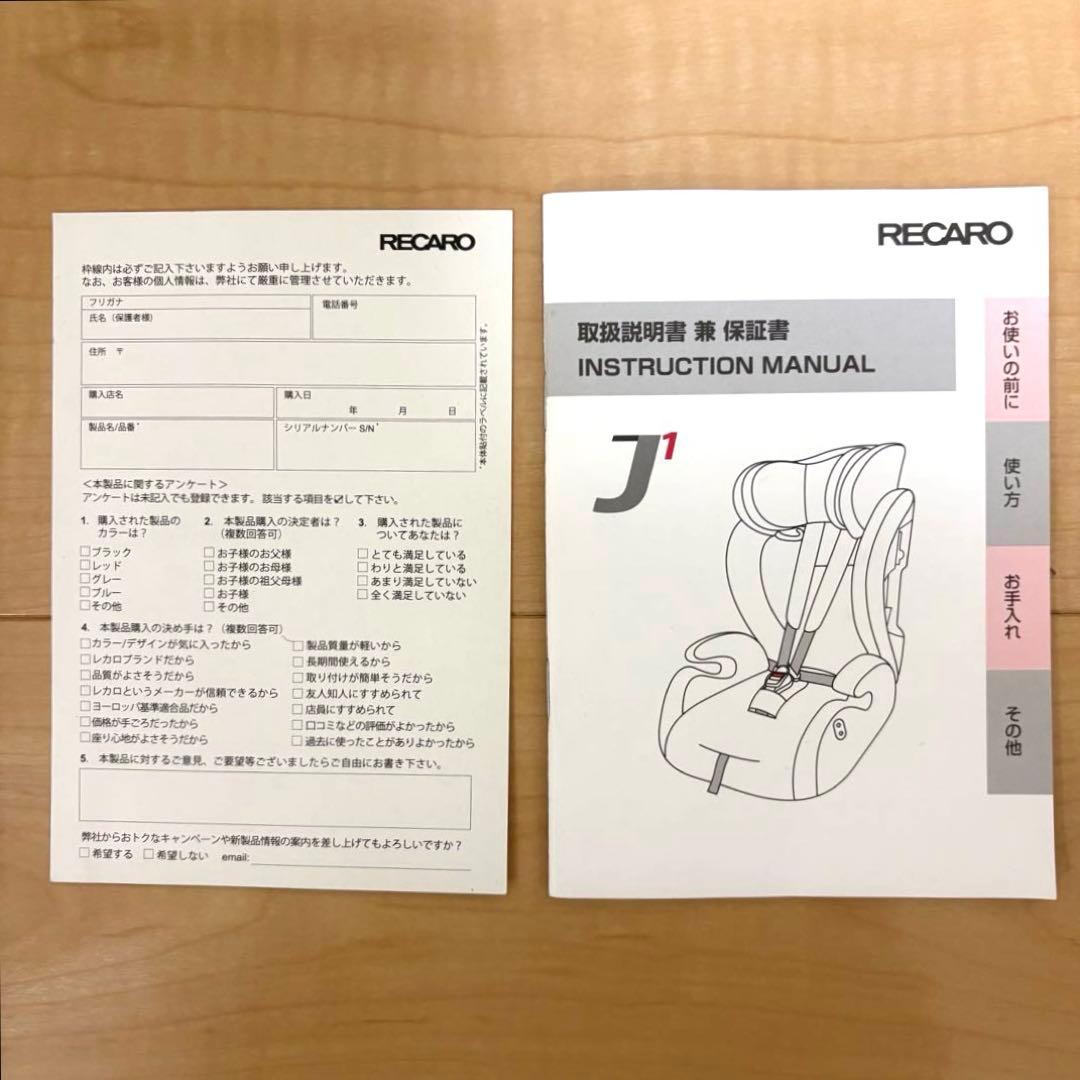 RECARO
枠線内は必ずご記入下さいますようお願い申し上げます。
なお、お客様の個人情報は、弊社にて厳重に管理させていただきます。
フリガナ
氏名（保護者様）
電話番号
住所 〒
購入店名
購入日
年 月 日
製品名/品番*
シリアルナンバー S/N*
*本体貼付のラベルに記載されています。
＜本製品に関するアンケート＞
アンケートは未記入でも登録できます。 該当する項目を☑して下さい。
1. 購入された製品の
カラーは？
□ブラック
□レッド
□グレー
□ブルー
□その他
2. 本製品購入の決定者は？
（複数回答可）
□お子様のお父様
□お子様のお母様
□お子様の祖父母様
□お子様
□その他
3. 購入された製品に
ついてあなたは？
□とても満足している
□わりと満足している
□あまり満足していない
□全く満足していない
4. 本製品購入の決め手は？（複数回答可）
□カラー/デザインが気に入ったから
□レカロブランドだから
□品質がよさそうだから
□レカロというメーカーが信頼できるから
□ヨーロッパ基準適合品だから
□価格が手ごろだったから
□座り心地がよさそうだから
□製品質量が軽いから
□長期間使えるから
□取り付けが簡単そうだから
□友人知人にすすめられて
□店員にすすめられて
□口コミなどの評価がよかったから
□過去に使ったことがありよかったから
5. 本製品に対するご意見、ご要望等ございましたらご自由にお書き下さい。
弊社からおトクなキャンペーンや新製品情報の案内を差し上げてもよろしいですか？
□希望する □希望しない email:
RECARO
取扱説明書 兼 保証書
INSTRUCTION MANUAL
J1
お使いの前に
使い方
お手入れ
その他